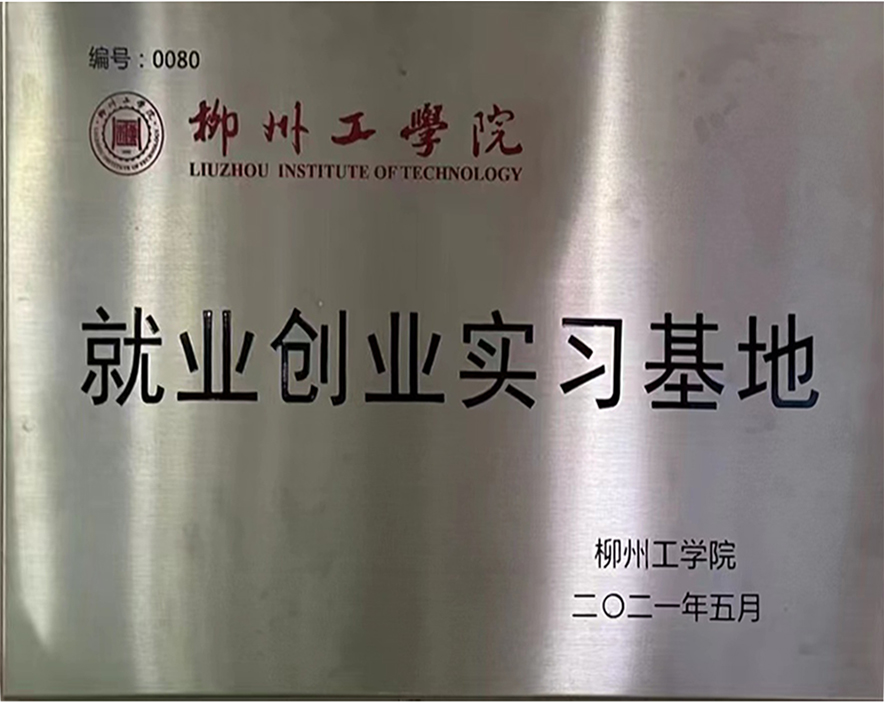 编号：0080
柳州工學院
LIUZHOU INSTITUTE OF TECHNOLOGY
就业创业实习基地
柳州工学院
二〇二一年五月